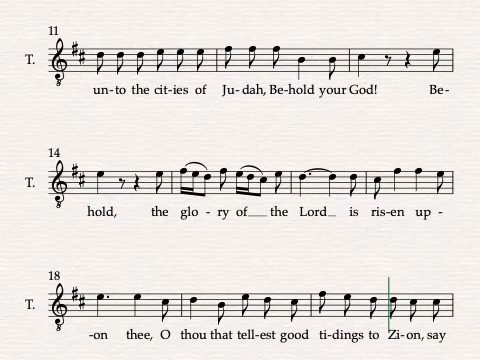 11
T.
un-to the cit-ies of Ju-dah, Be-hold your God! Be-
14
T.
hold, the glo - ry of__ the Lord_ is ris-en up -
18
T.
-on thee, O thou that tell-est good ti-dings to Zi-on, say